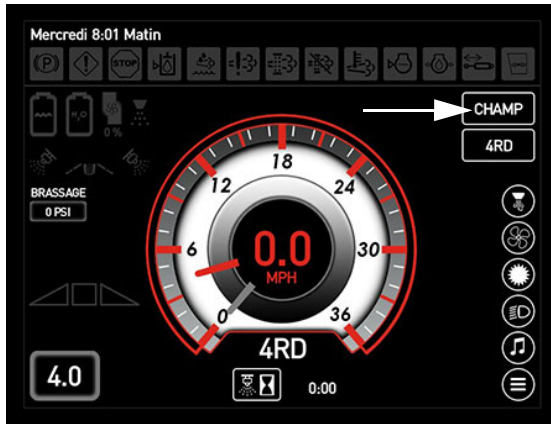 Mercredi 8:01 Matin
(P)
STOP
CHAMP
4RD
H₂O
0 %
BRASSAGE
0 PSI
0
6
12
18
24
30
36
0.0
MPH
4RD
4.0
0:00